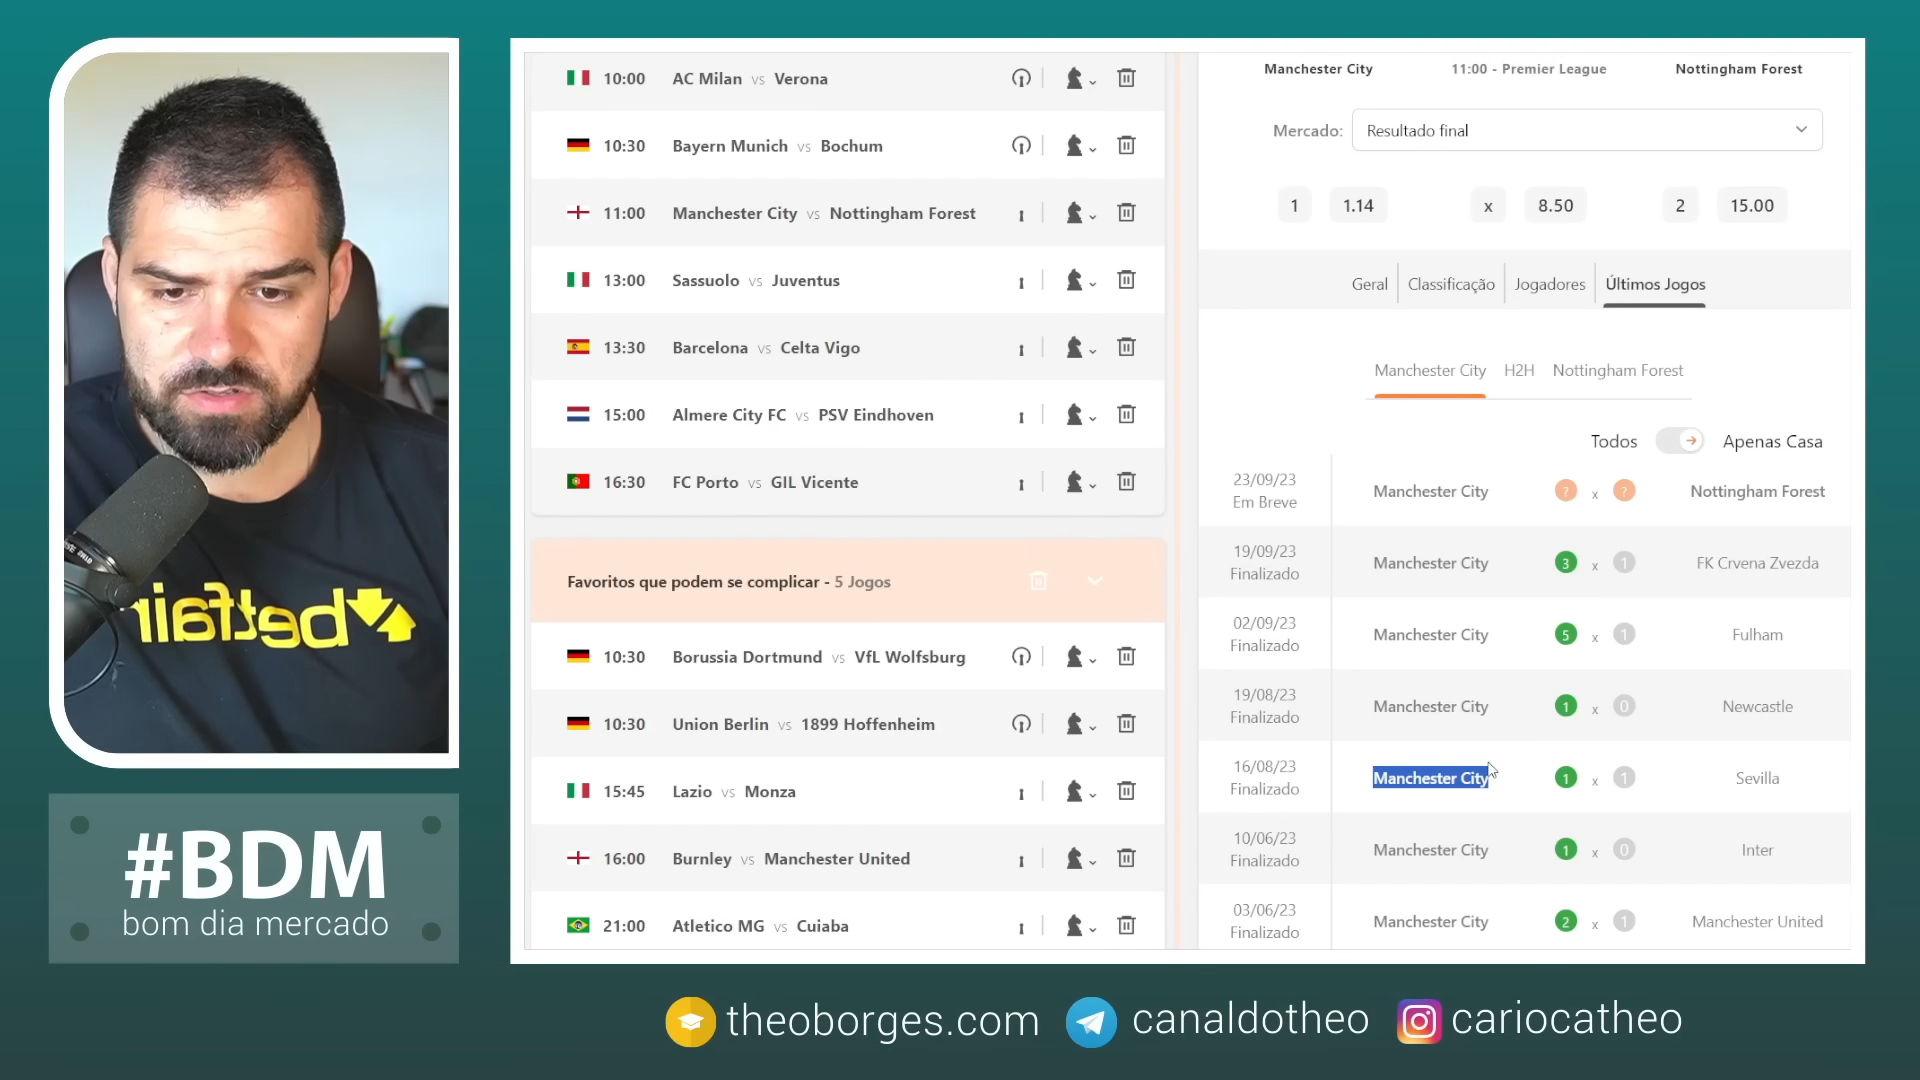 betfair
#BDM
bom dia mercado
10:00 AC Milan vs Verona
10:30 Bayern Munich vs Bochum
11:00 Manchester City vs Nottingham Forest
13:00 Sassuolo vs Juventus
13:30 Barcelona vs Celta Vigo
15:00 Almere City FC vs PSV Eindhoven
16:30 FC Porto vs GIL Vicente
Favoritos que podem se complicar - 5 Jogos
10:30 Borussia Dortmund vs VfL Wolfsburg
10:30 Union Berlin vs 1899 Hoffenheim
15:45 Lazio vs Monza
16:00 Burnley vs Manchester United
21:00 Atletico MG vs Cuiaba
Manchester City 11:00 - Premier League Nottingham Forest
Mercado: Resultado final
1 1.14 x 8.50 2 15.00
Geral Classificação Jogadores Últimos Jogos
Manchester City H2H Nottingham Forest
Todos Apenas Casa
23/09/23
Em Breve
Manchester City ? x ? Nottingham Forest
19/09/23
Finalizado
Manchester City 3 x 1 FK Crvena Zvezda
02/09/23
Finalizado
Manchester City 5 x 1 Fulham
19/08/23
Finalizado
Manchester City 1 x 0 Newcastle
16/08/23
Finalizado
Manchester City 1 x 1 Sevilla
10/06/23
Finalizado
Manchester City 1 x 0 Inter
03/06/23
Finalizado
Manchester City 2 x 1 Manchester United
theoborges.com canaldotheo cariocatheo